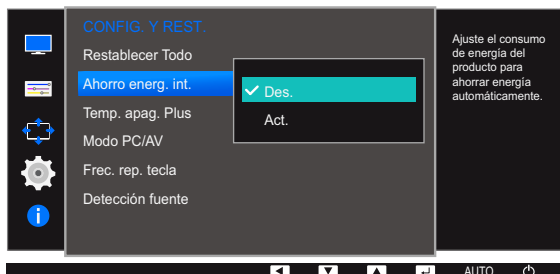 CONFIG. Y REST.
Restablecer Todo
Ahorro energ. int.
Temp. apag. Plus
Modo PC/AV
Frec. rep. tecla
Detección fuente
Des.
Act.
Ajuste el consumo
de energía del
producto para
ahorrar energía
automáticamente.
AUTO